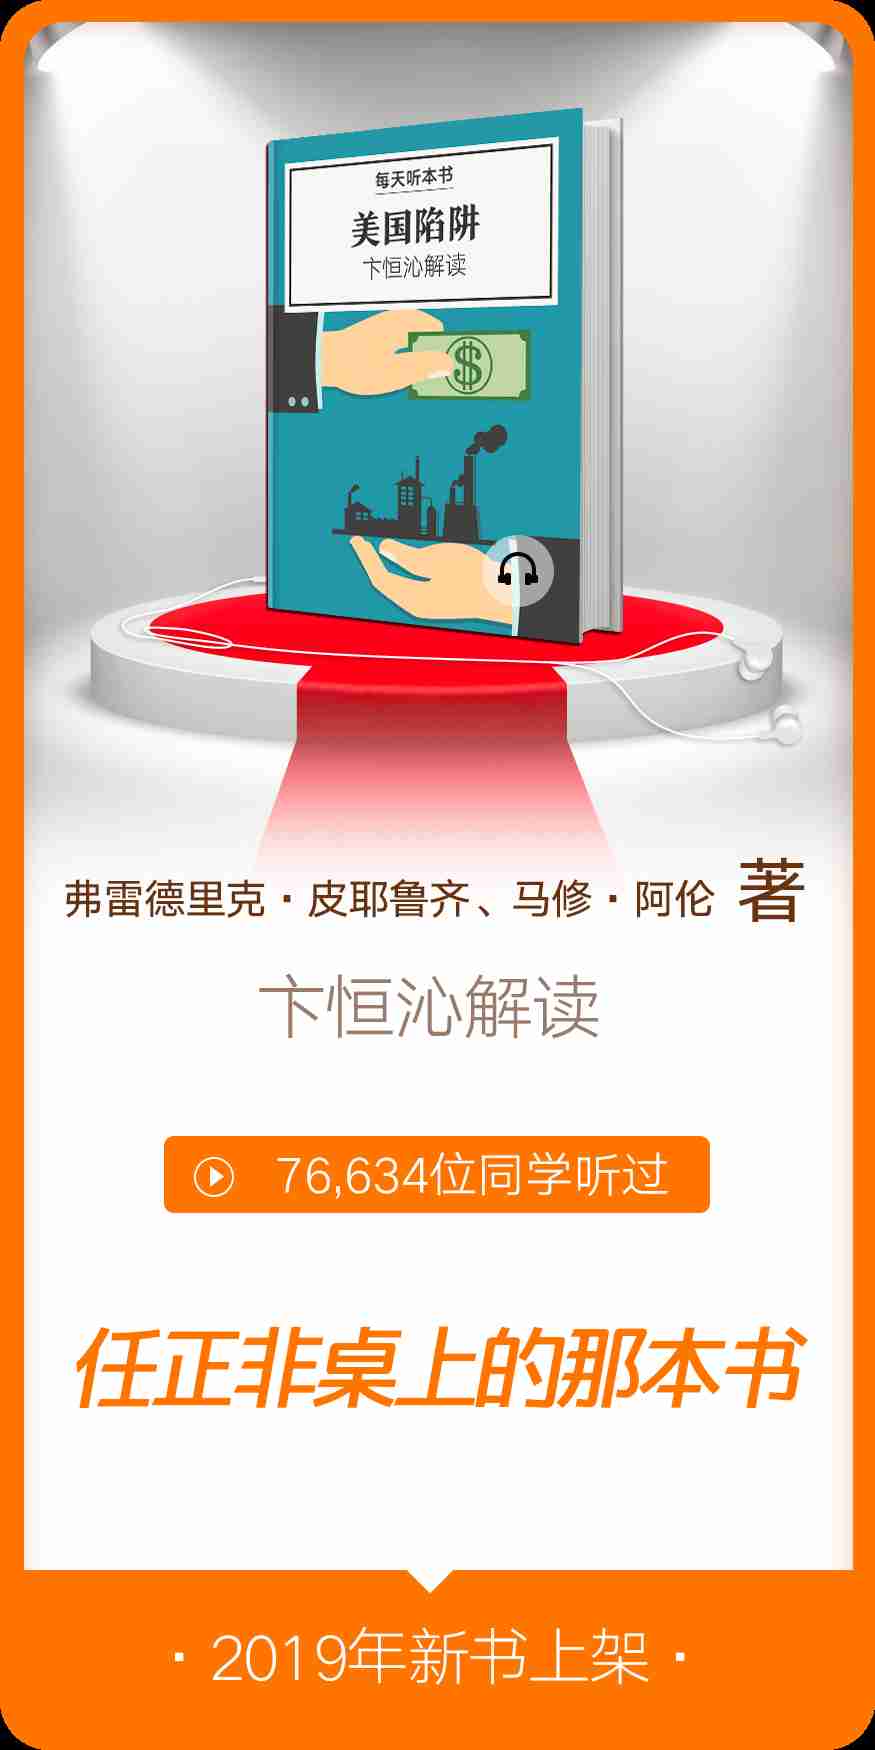 每天听本书
美国陷阱
卞恒沁解读
$
弗雷德里克·皮耶鲁齐、马修·阿伦 著
卞恒沁解读
76,634位同学听过
任正非桌上的那本书
·2019年新书上架·